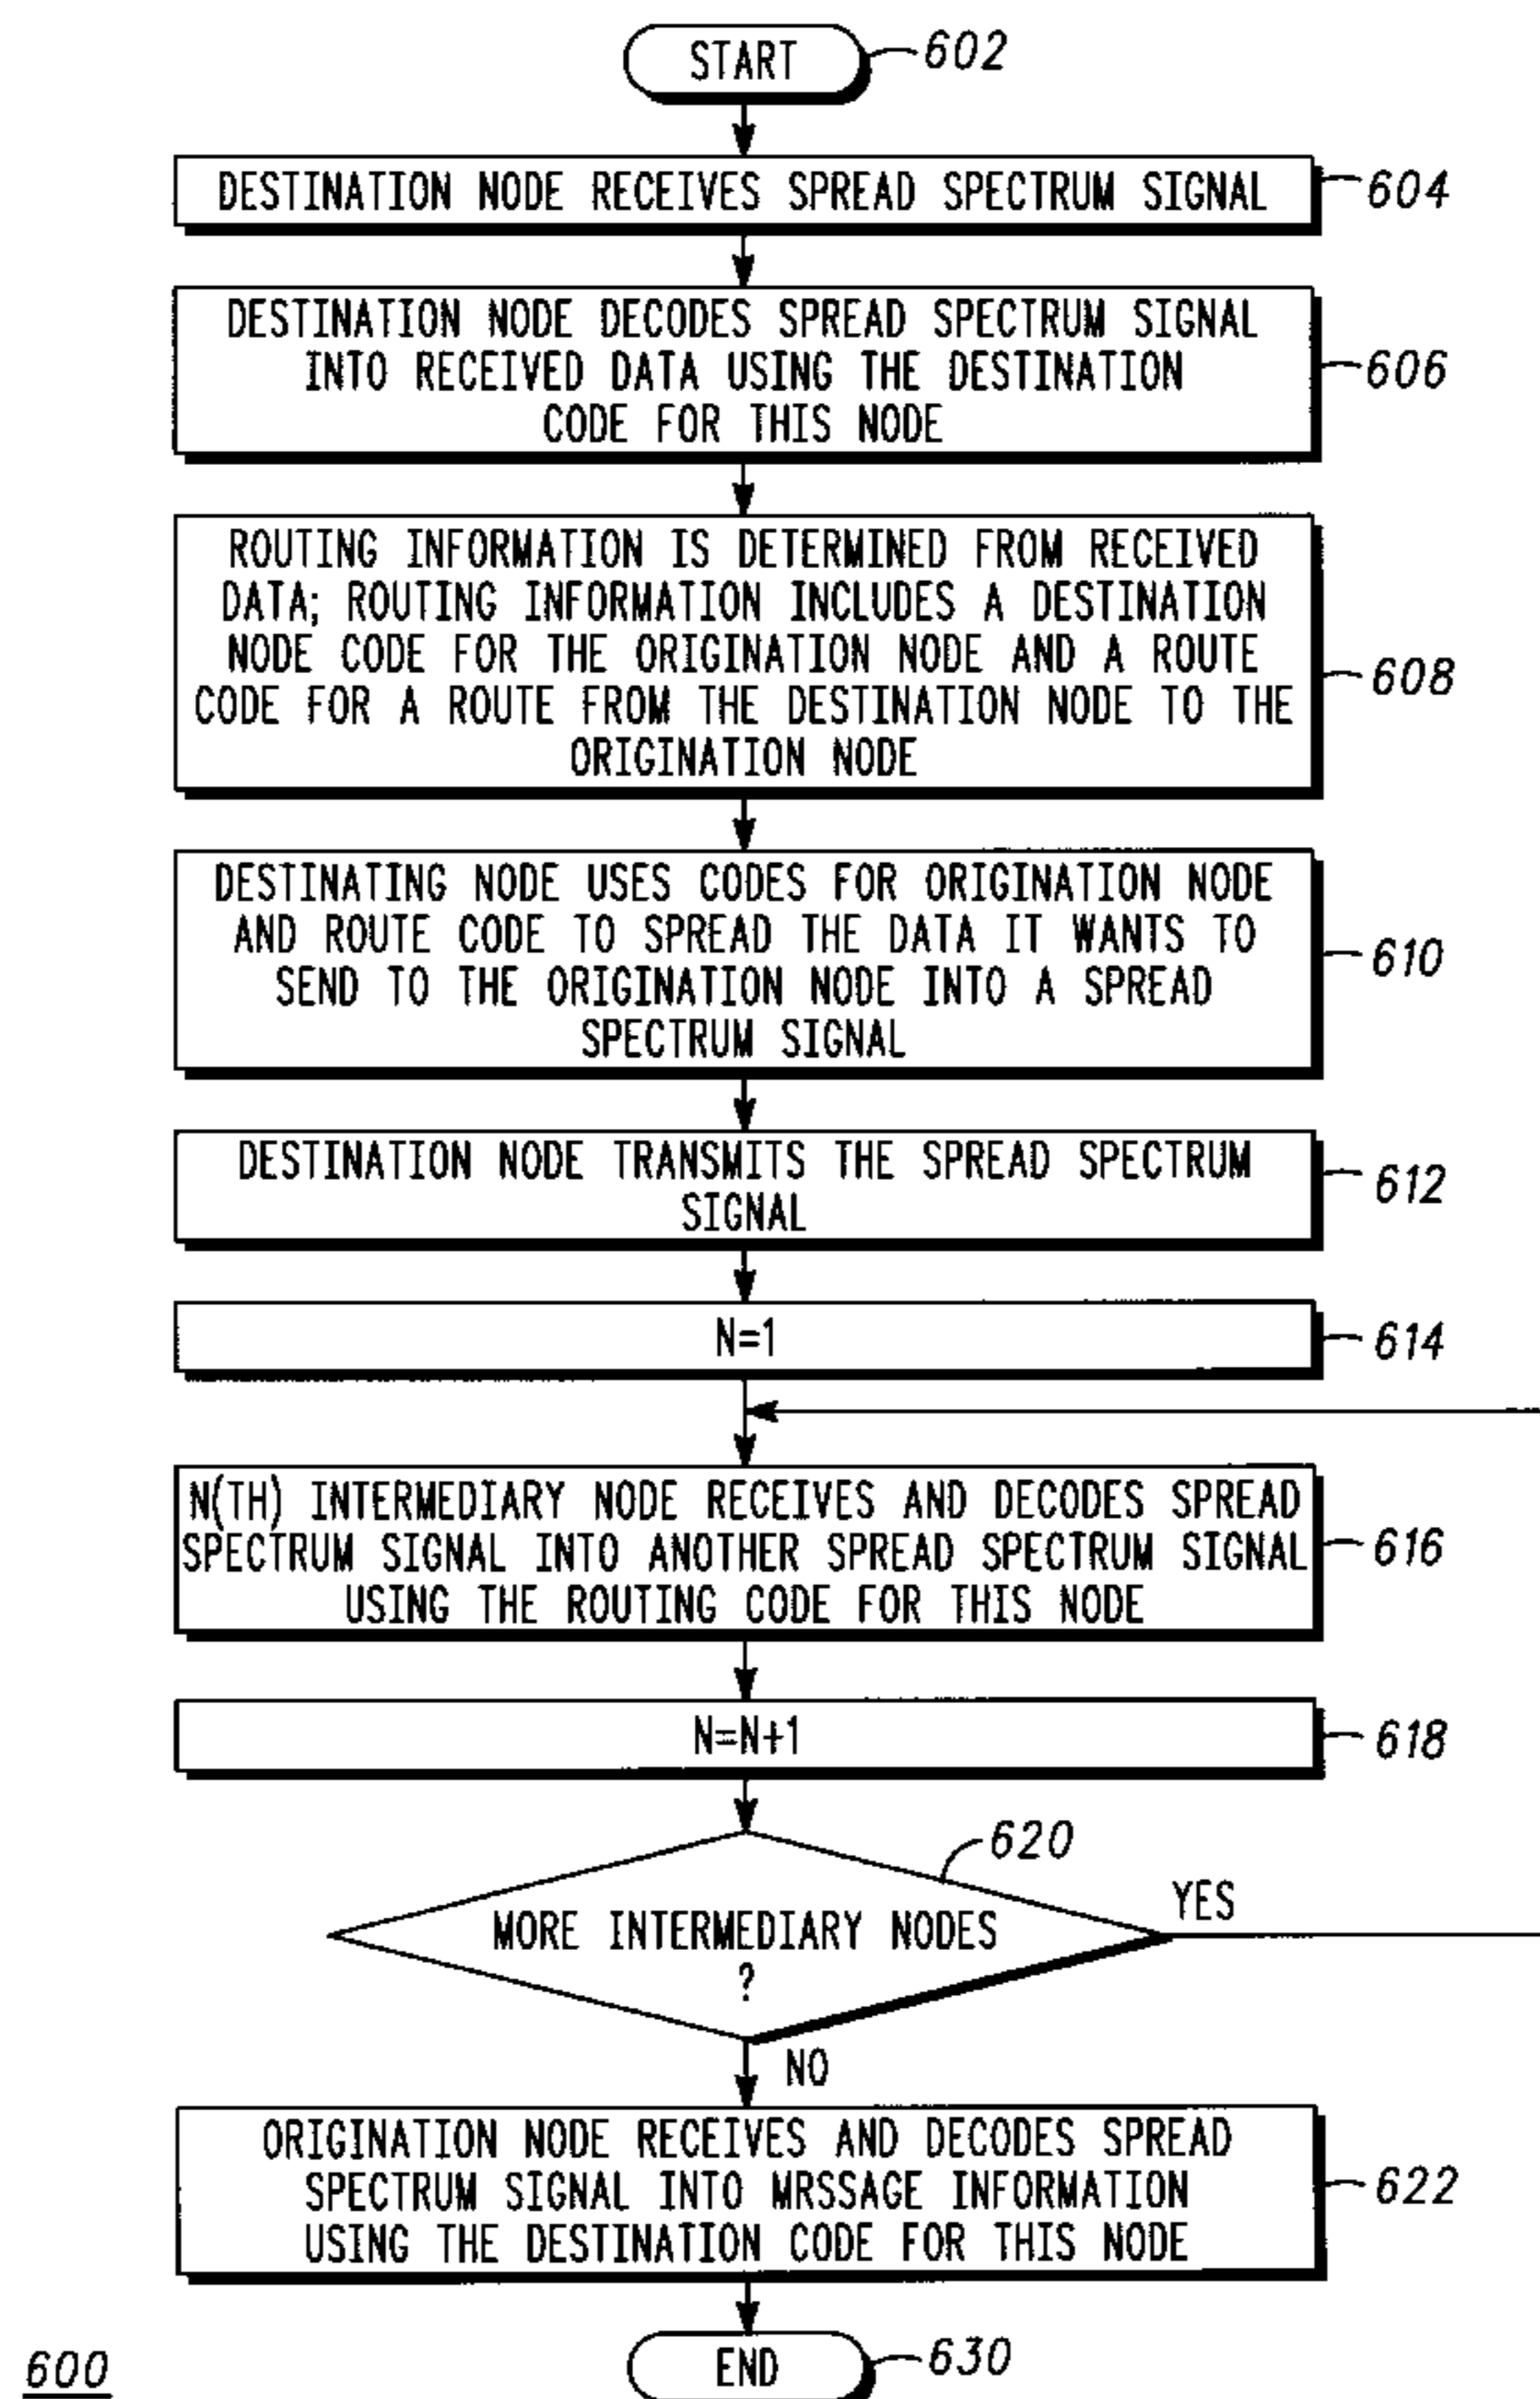 START
602
DESTINATION NODE RECEIVES SPREAD SPECTRUM SIGNAL
604
DESTINATION NODE DECODES SPREAD SPECTRUM SIGNAL
INTO RECEIVED DATA USING THE DESTINATION
CODE FOR THIS NODE
606
ROUTING INFORMATION IS DETERMINED FROM RECEIVED
DATA; ROUTING INFORMATION INCLUDES A DESTINATION
NODE CODE FOR THE ORIGINATION NODE AND A ROUTE
CODE FOR A ROUTE FROM THE DESTINATION NODE TO THE
ORIGINATION NODE
608
DESTINATING NODE USES CODES FOR ORIGINATION NODE
AND ROUTE CODE TO SPREAD THE DATA IT WANTS TO
SEND TO THE ORIGINATION NODE INTO A SPREAD
SPECTRUM SIGNAL
610
DESTINATION NODE TRANSMITS THE SPREAD SPECTRUM
SIGNAL
612
N=1
614
N(TH) INTERMEDIARY NODE RECEIVES AND DECODES SPREAD
SPECTRUM SIGNAL INTO ANOTHER SPREAD SPECTRUM SIGNAL
USING THE ROUTING CODE FOR THIS NODE
616
N=N+1
618
620
MORE INTERMEDIARY NODES
?
YES
NO
ORIGINATION NODE RECEIVES AND DECODES SPREAD
SPECTRUM SIGNAL INTO MRSSAGE INFORMATION
USING THE DESTINATION CODE FOR THIS NODE
622
END
630
600